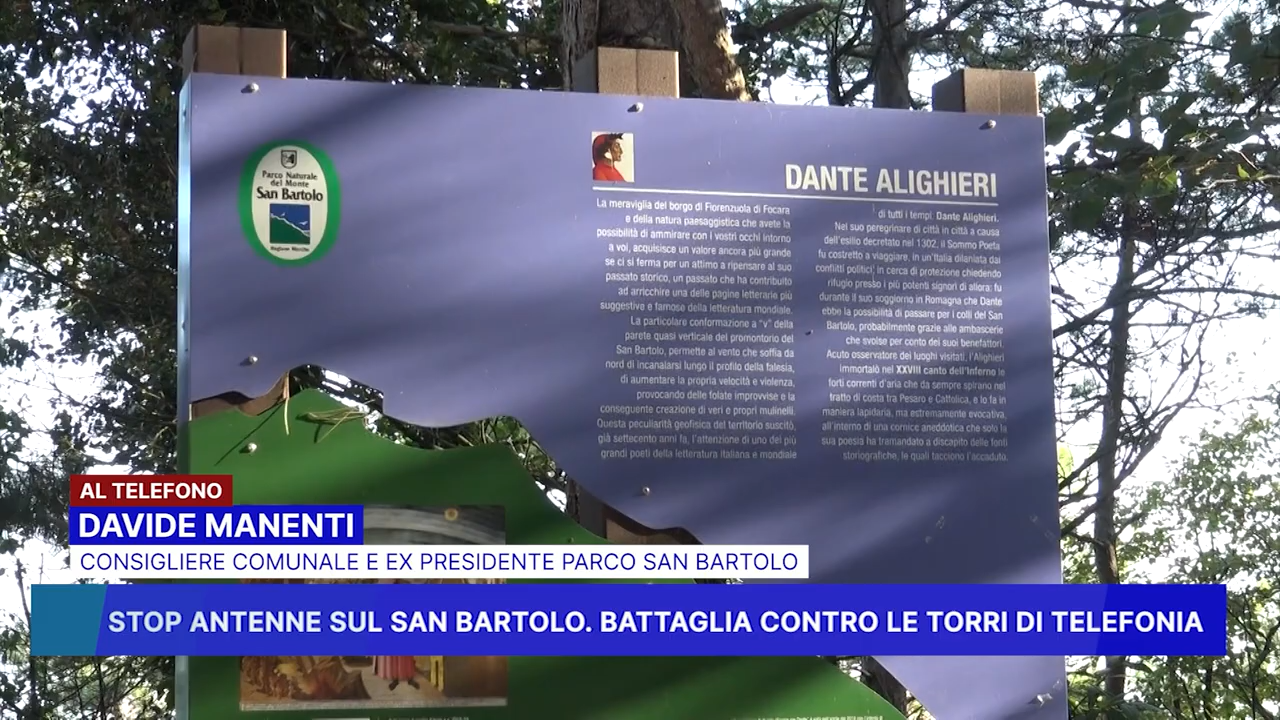 Parco Naturale
del Monte
San Bartolo
Regione Marche
DANTE ALIGHIERI
La meraviglia del borgo di Fiorenzuola di Focara
e della natura paesaggistica che avete la
possibilità di ammirare con i vostri occhi intorno
a voi, acquisisce un valore ancora più grande
se ci si ferma per un attimo a ripensare al suo
passato storico, un passato che ha contribuito
ad arricchire una delle pagine letterarie più
suggestive e famose della letteratura mondiale.
La particolare conformazione a "v" della
parete quasi verticale del promontorio del
San Bartolo, permette al vento che soffia da
nord di incanalarsi lungo il profilo della falesia,
di aumentare la propria velocità e violenza,
provocando delle folate improvvise e la
conseguente creazione di veri e propri mulinelli.
Questa peculiarità geofisica del territorio suscitò,
già settecento anni fa, l'attenzione di uno dei più
grandi poeti della letteratura italiana e mondiale
di tutti i tempi, Dante Alighieri.
Nel suo peregrinare di città in città a causa
dell'esilio decretato nel 1302, il Sommo Poeta
fu costretto a viaggiare, in un'Italia dilaniata dai
conflitti politici, in cerca di protezione chiedendo
rifugio presso i più potenti signori di allora: fu
durante il suo soggiorno in Romagna che Dante
ebbe la possibilità di passare per i colli del San
Bartolo, probabilmente grazie alle ambascerie
che svolse per conto dei suoi benefattori.
Acuto osservatore dei luoghi visitati, l'Alighieri
immortalò nel XXVIII canto dell'Inferno le
forti correnti d'aria che da sempre spirano nel
tratto di costa tra Pesaro e Cattolica, e lo fa in
maniera lapidaria, ma estremamente evocativa,
all'interno di una cornice aneddotica che solo la
sua poesia ha tramandato a discapito delle fonti
storiografiche, le quali tacciono l'accaduto.
AL TELEFONO
DAVIDE MANENTI
CONSIGLIERE COMUNALE E EX PRESIDENTE PARCO SAN BARTOLO
STOP ANTENNE SUL SAN BARTOLO. BATTAGLIA CONTRO LE TORRI DI TELEFONIA